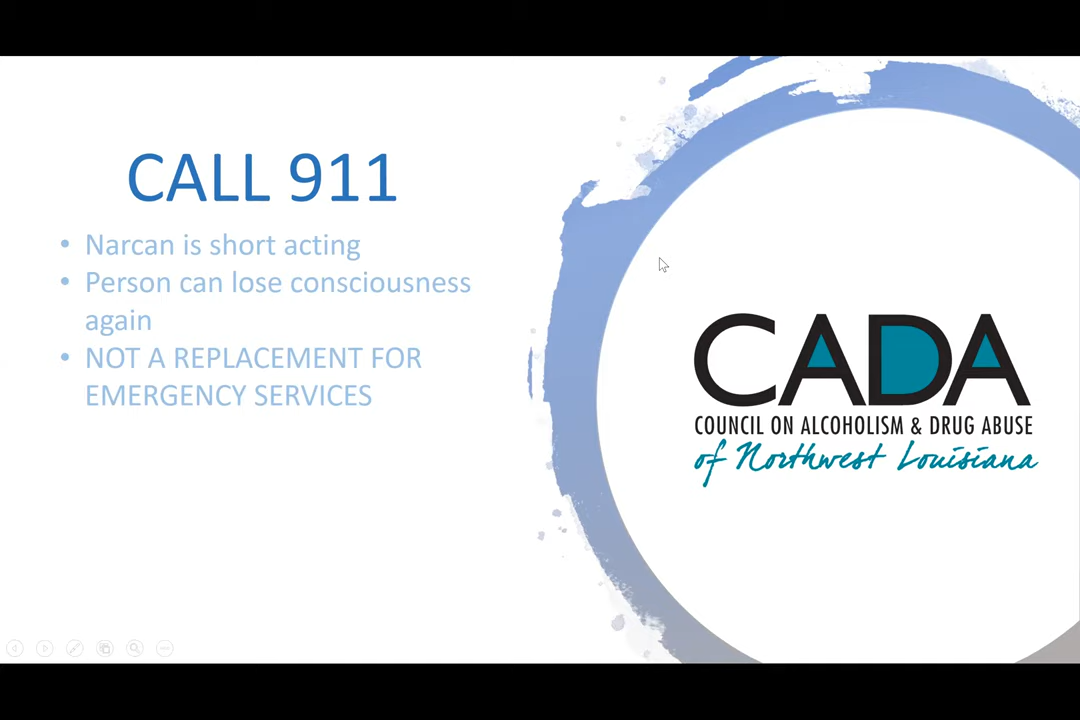 CALL 911
• Narcan is short acting
• Person can lose consciousness
again
• NOT A REPLACEMENT FOR
EMERGENCY SERVICES
CADA
COUNCIL ON ALCOHOLISM & DRUG ABUSE
of Northwest Louisiana